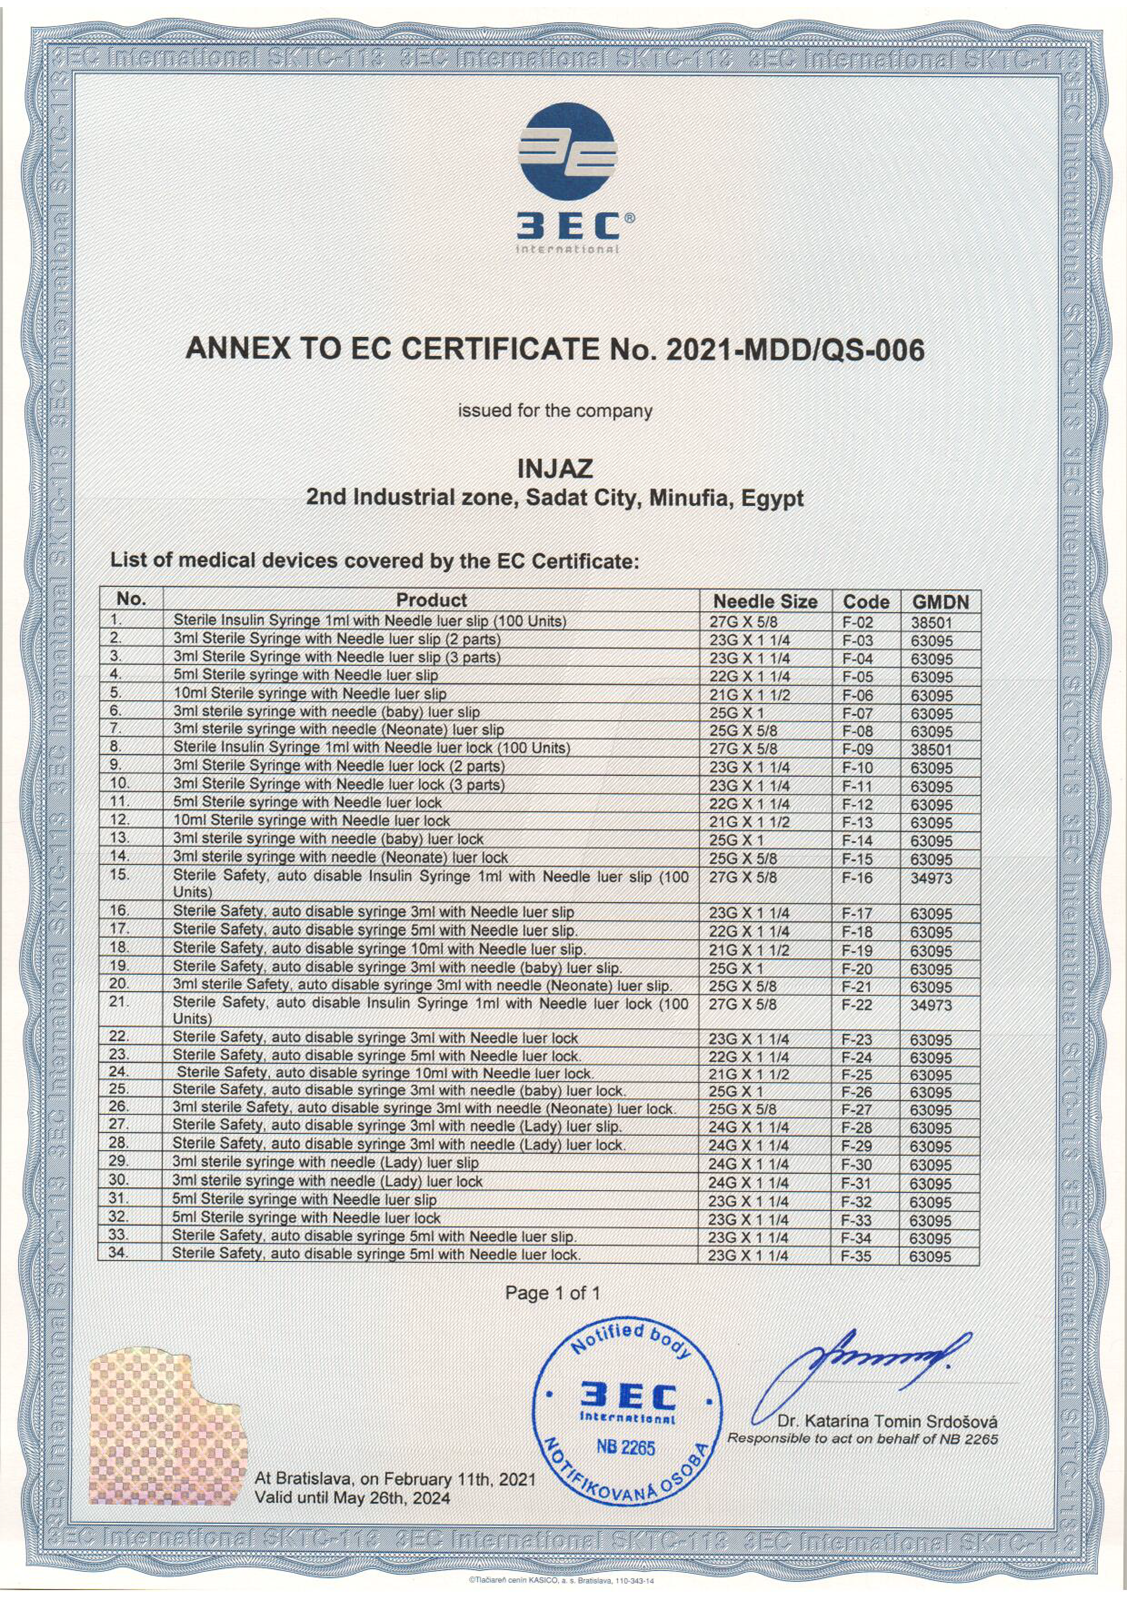 3EC International SKTC-113 3EC International SKTC-113 3EC International SKTC-113
3EC®
international
ANNEX TO EC CERTIFICATE No. 2021-MDD/QS-006
issued for the company
INJAZ
2nd Industrial zone, Sadat City, Minufia, Egypt
List of medical devices covered by the EC Certificate:
No. Product Needle Size Code GMDN
1. Sterile Insulin Syringe 1ml with Needle luer slip (100 Units) 27G X 5/8 F-02 38501
2. 3ml Sterile Syringe with Needle luer slip (2 parts) 23G X 1 1/4 F-03 63095
3. 3ml Sterile Syringe with Needle luer slip (3 parts) 23G X 1 1/4 F-04 63095
4. 5ml Sterile syringe with Needle luer slip 22G X 1 1/4 F-05 63095
5. 10ml Sterile syringe with Needle luer slip 21G X 1 1/2 F-06 63095
6. 3ml sterile syringe with needle (baby) luer slip 25G X 1 F-07 63095
7. 3ml sterile syringe with needle (Neonate) luer slip 25G X 5/8 F-08 63095
8. Sterile Insulin Syringe 1ml with Needle luer lock (100 Units) 27G X 5/8 F-09 38501
9. 3ml Sterile Syringe with Needle luer lock (2 parts) 23G X 1 1/4 F-10 63095
10. 3ml Sterile Syringe with Needle luer lock (3 parts) 23G X 1 1/4 F-11 63095
11. 5ml Sterile syringe with Needle luer lock 22G X 1 1/4 F-12 63095
12. 10ml Sterile syringe with Needle luer lock 21G X 1 1/2 F-13 63095
13. 3ml sterile syringe with needle (baby) luer lock 25G X 1 F-14 63095
14. 3ml sterile syringe with needle (Neonate) luer lock 25G X 5/8 F-15 63095
15. Sterile Safety, auto disable Insulin Syringe 1ml with Needle luer slip (100 27G X 5/8 F-16 34973
Units)
16. Sterile Safety, auto disable syringe 3ml with Needle luer slip 23G X 1 1/4 F-17 63095
17. Sterile Safety, auto disable syringe 5ml with Needle luer slip. 22G X 1 1/4 F-18 63095
18. Sterile Safety, auto disable syringe 10ml with Needle luer slip. 21G X 1 1/2 F-19 63095
19. Sterile Safety, auto disable syringe 3ml with needle (baby) luer slip. 25G X 1 F-20 63095
20. 3ml sterile Safety, auto disable syringe 3ml with needle (Neonate) luer slip. 25G X 5/8 F-21 63095
21. Sterile Safety, auto disable Insulin Syringe 1ml with Needle luer lock (100 27G X 5/8 F-22 34973
Units)
22. Sterile Safety, auto disable syringe 3ml with Needle luer lock 23G X 1 1/4 F-23 63095
23. Sterile Safety, auto disable syringe 5ml with Needle luer lock. 22G X 1 1/4 F-24 63095
24. Sterile Safety, auto disable syringe 10ml with Needle luer lock. 21G X 1 1/2 F-25 63095
25. Sterile Safety, auto disable syringe 3ml with needle (baby) luer lock. 25G X 1 F-26 63095
26. 3ml sterile Safety, auto disable syringe 3ml with needle (Neonate) luer lock. 25G X 5/8 F-27 63095
27. Sterile Safety, auto disable syringe 3ml with needle (Lady) luer slip. 24G X 1 1/4 F-28 63095
28. Sterile Safety, auto disable syringe 3ml with needle (Lady) luer lock. 24G X 1 1/4 F-29 63095
29. 3ml sterile syringe with needle (Lady) luer slip 24G X 1 1/4 F-30 63095
30. 3ml sterile syringe with needle (Lady) luer lock 24G X 1 1/4 F-31 63095
31. 5ml Sterile syringe with Needle luer slip 23G X 1 1/4 F-32 63095
32. 5ml Sterile syringe with Needle luer lock 23G X 1 1/4 F-33 63095
33. Sterile Safety, auto disable syringe 5ml with Needle luer slip. 23G X 1 1/4 F-34 63095
34. Sterile Safety, auto disable syringe 5ml with Needle luer lock. 23G X 1 1/4 F-35 63095
Page 1 of 1
Notified body
3EC
International
NB 2265
NOTIFIKOVANÁ OSOBA
Dr. Katarina Tomin Srdošová
Responsible to act on behalf of NB 2265
At Bratislava, on February 11th, 2021
Valid until May 26th, 2024
3EC International SKTC-113 3EC International SKTC-113 3EC International SKTC-113
©Tlačiareň cenín KASICO, a. s. Bratislava, 110-343-14